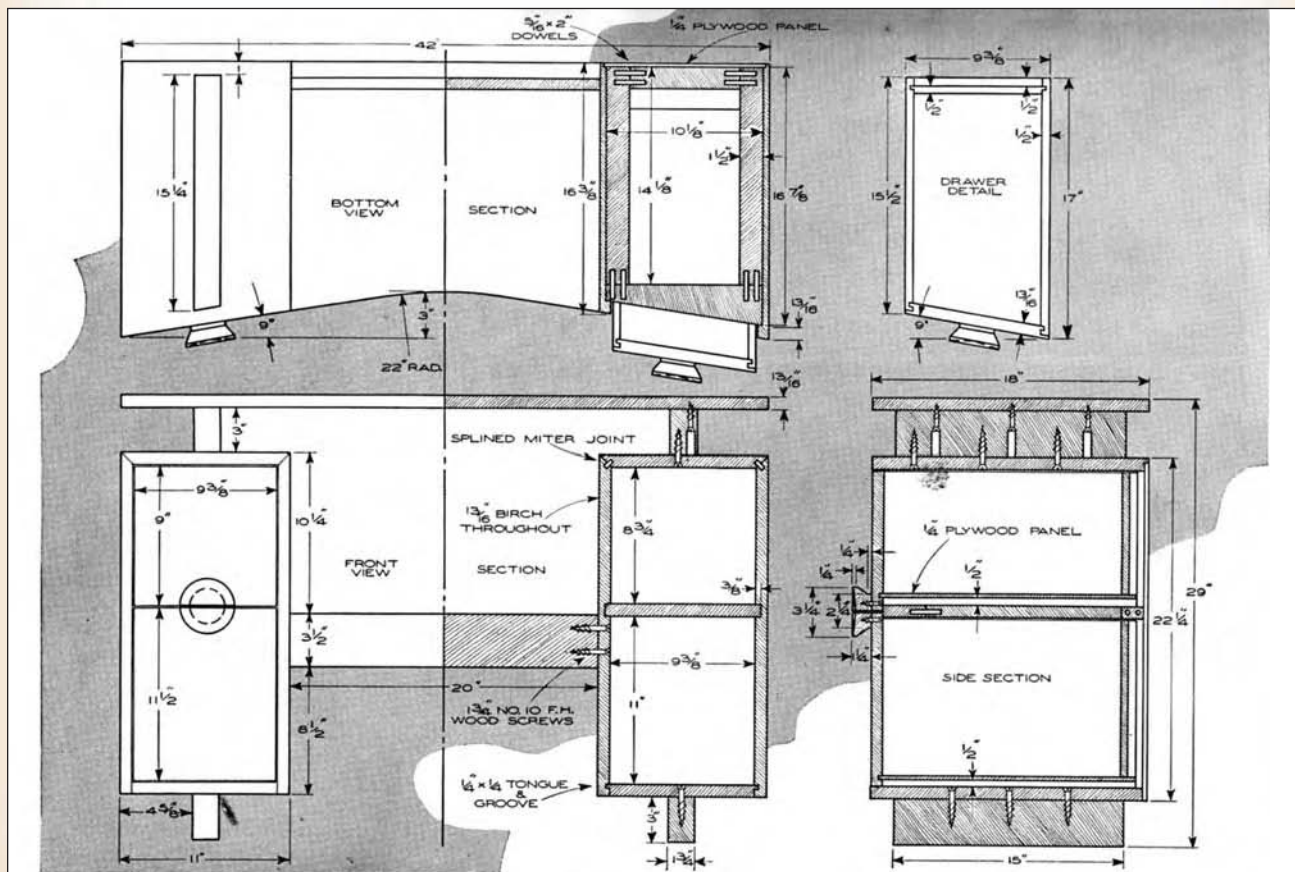 5/16" x 2"
DOWELS
1/4" PLYWOOD PANEL
42"
9 3/8"
15 1/4"
BOTTOM
VIEW
SECTION
16 3/8"
14 1/8"
10 1/8"
1 1/2"
16 7/8"
1/2"
1/2"
1/2"
15 1/2"
DRAWER
DETAIL
17"
9°
3"
22" RAD.
13/16"
13/16"
9°
13/16"
18"
3"
SPLINED MITER JOINT
9 3/8"
9"
10 1/4"
13/16" BIRCH
THROUGHOUT
8 3/4"
FRONT
VIEW
SECTION
3/8"
1/4" PLYWOOD PANEL
1/4"
1/4"
1/2"
3 1/4"
2 1/4"
1/4"
29"
22 1/4"
3 1/2"
9 3/8"
SIDE SECTION
11 1/2"
20"
11"
8 1/2"
1 3/4" NO. 10 F.H.
WOOD SCREWS
1/2"
1/4" x 1/4" TONGUE
&
GROOVE
4 5/8"
3"
11"
1 3/4"
15"